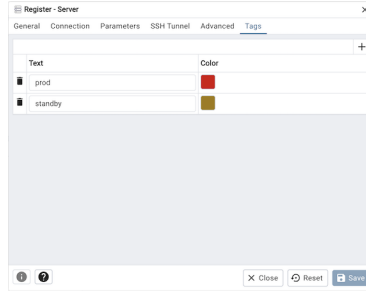 Register - Server
General Connection Parameters SSH Tunnel Advanced Tags
Text Color
prod
standby
Close Reset Save